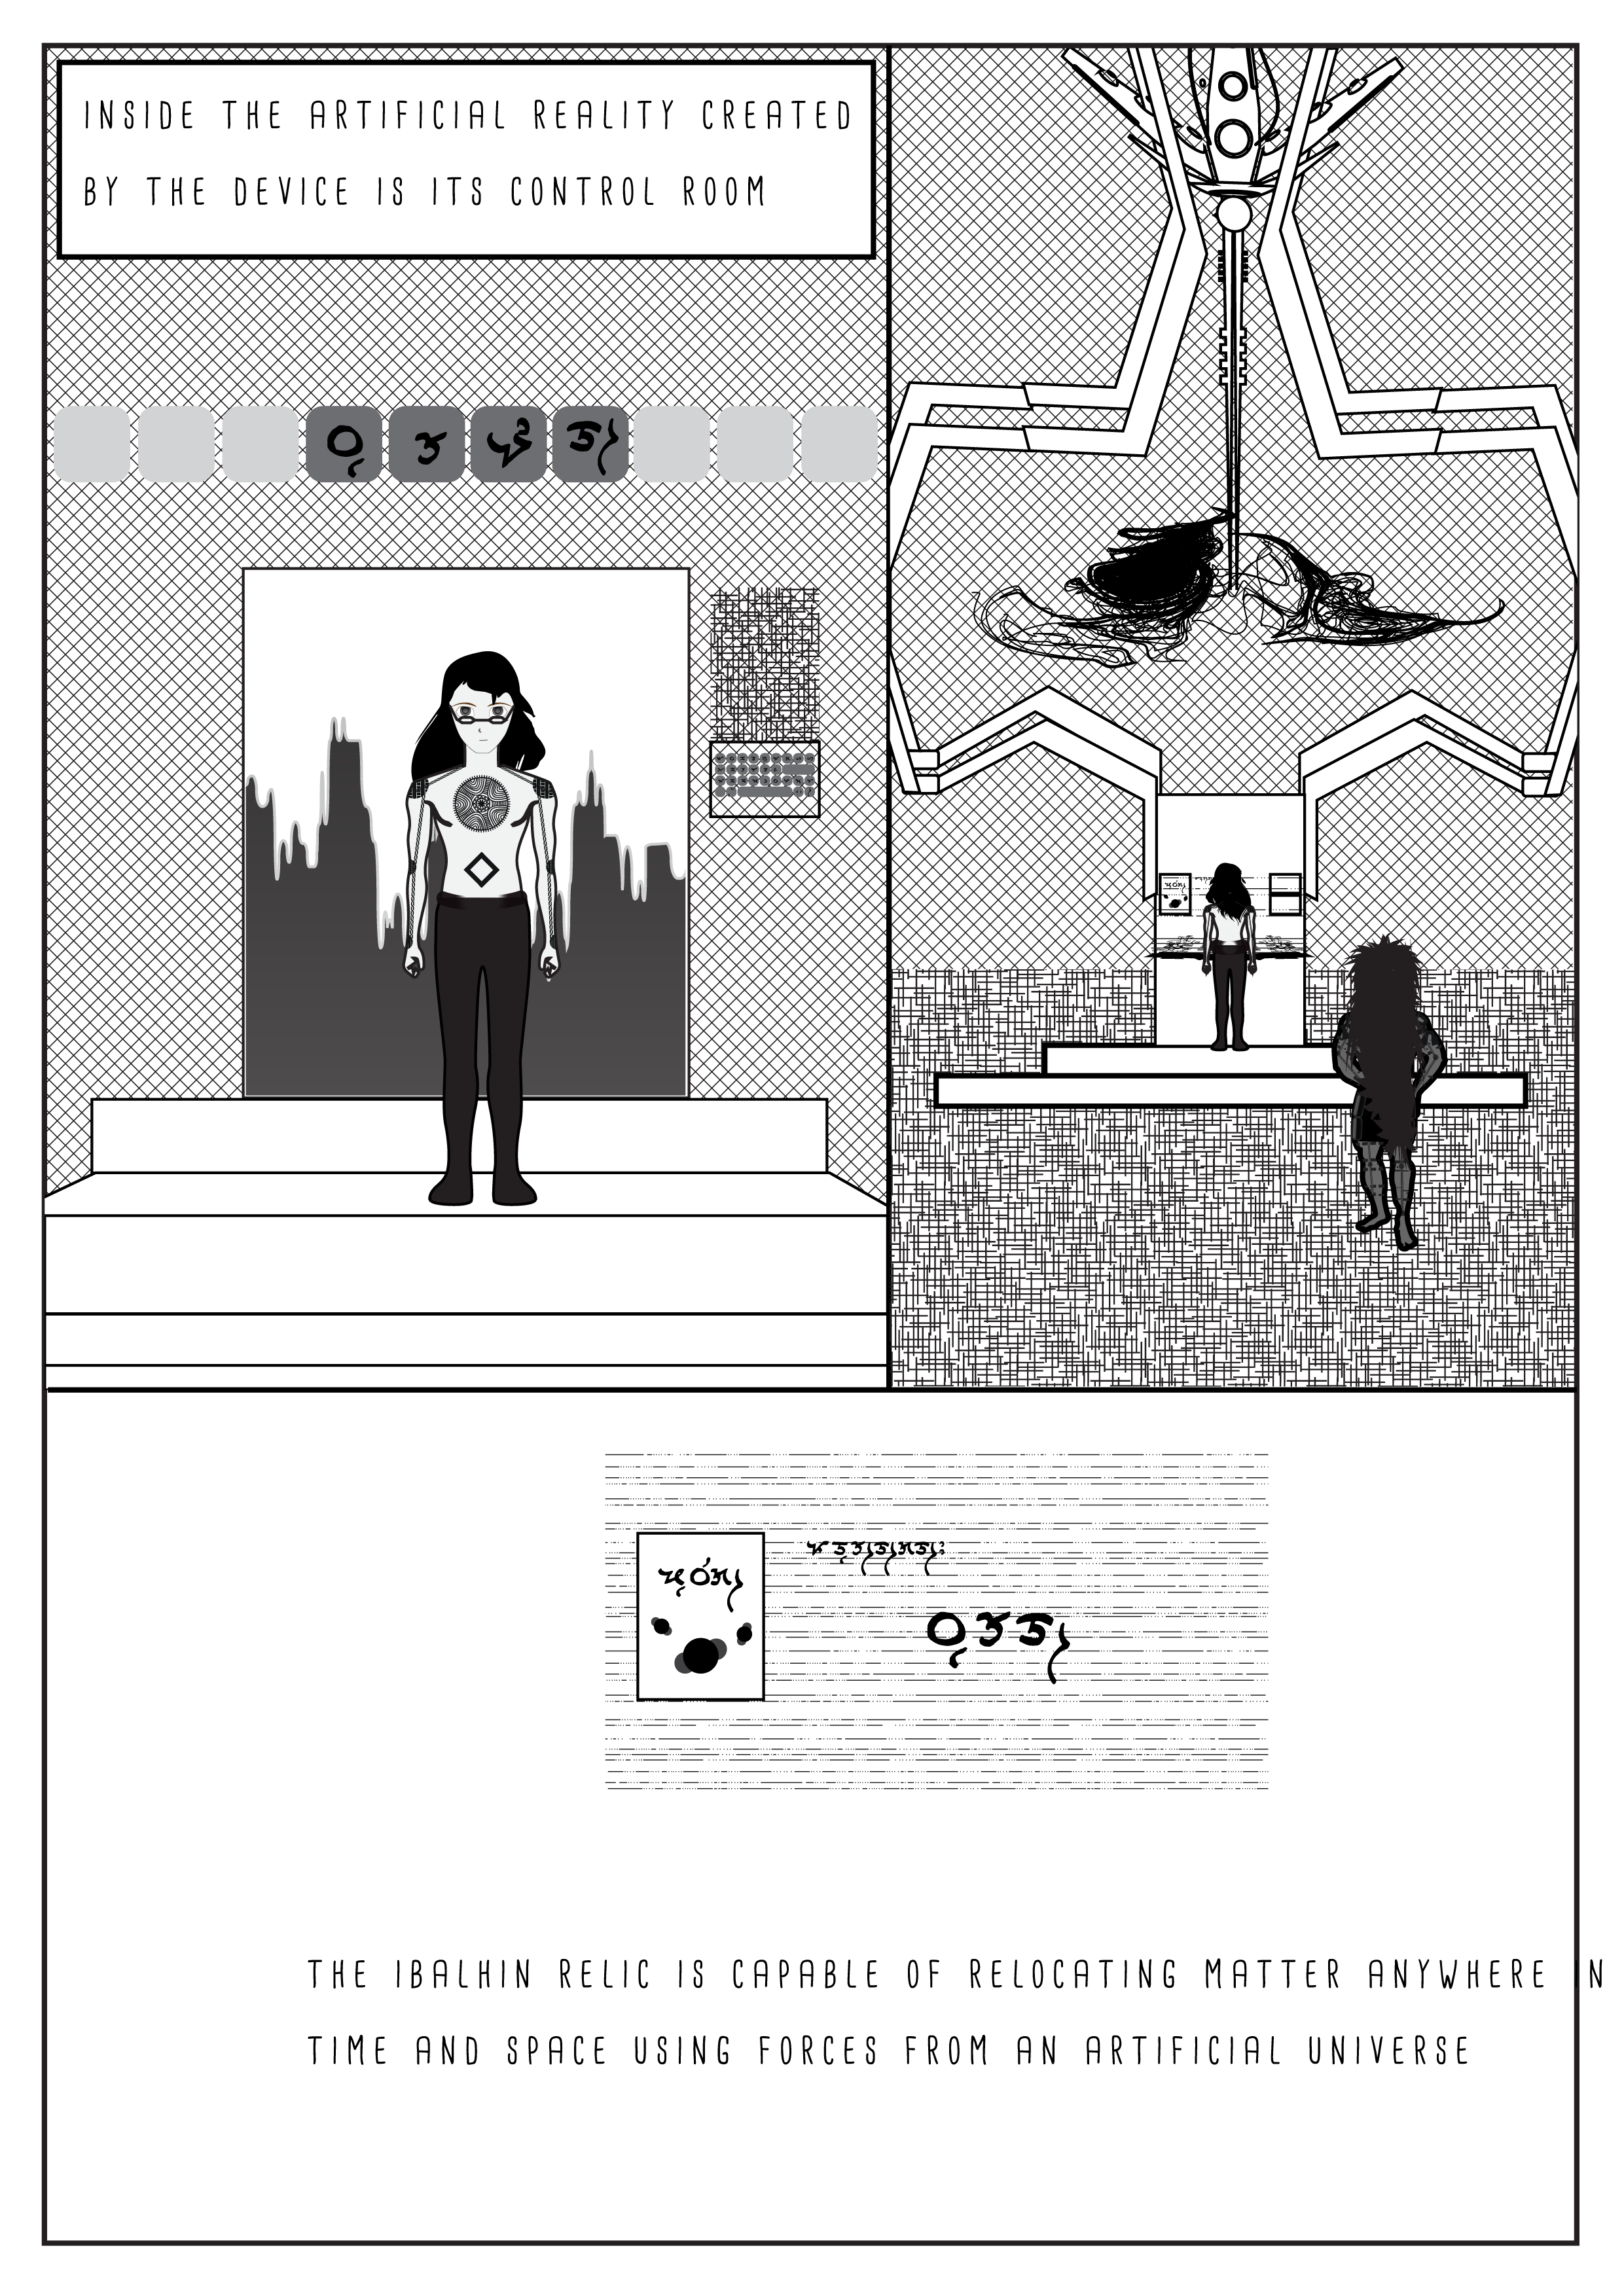 INSIDE THE ARTIFICIAL REALITY CREATED
BY THE DEVICE IS ITS CONTROL ROOM
THE IBALHIN RELIC IS CAPABLE OF RELOCATING MATTER ANYWHERE IN
TIME AND SPACE USING FORCES FROM AN ARTIFICIAL UNIVERSE